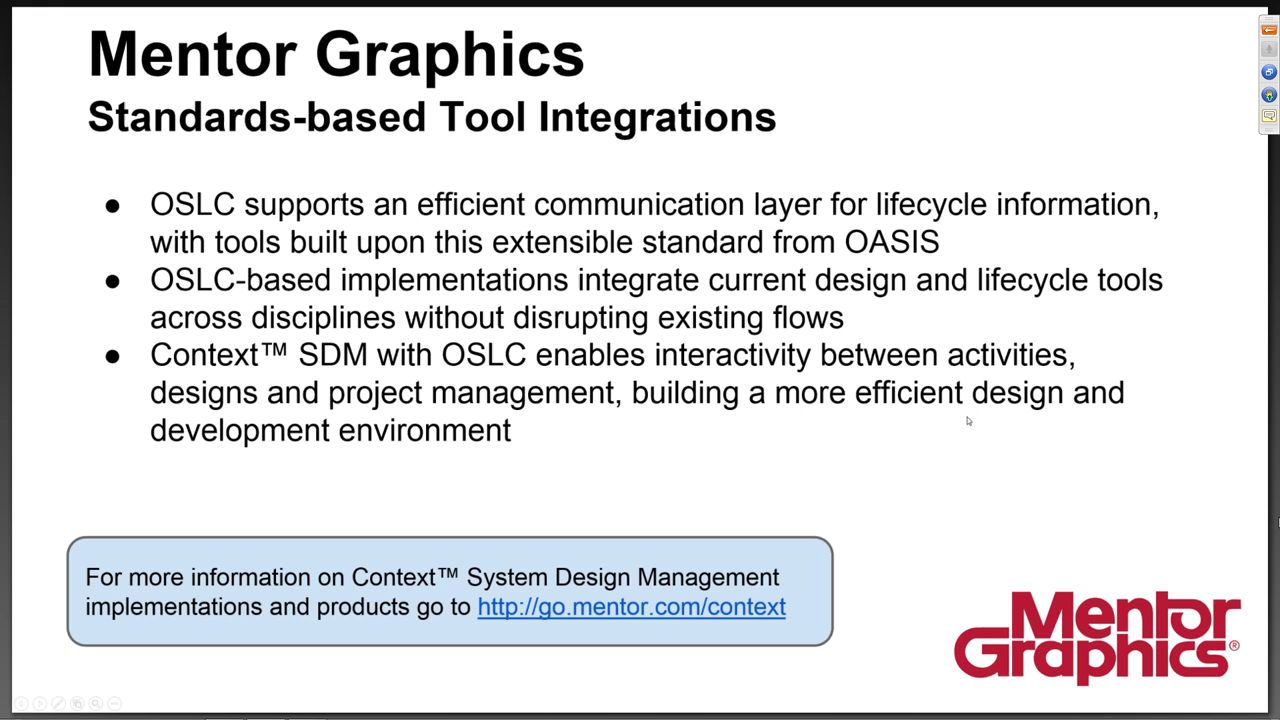 Mentor Graphics
Standards-based Tool Integrations
● OSLC supports an efficient communication layer for lifecycle information,
with tools built upon this extensible standard from OASIS
● OSLC-based implementations integrate current design and lifecycle tools
across disciplines without disrupting existing flows
● Context™ SDM with OSLC enables interactivity between activities,
designs and project management, building a more efficient design and
development environment
For more information on Context™ System Design Management
implementations and products go to http://go.mentor.com/context
Mentor
Graphics®